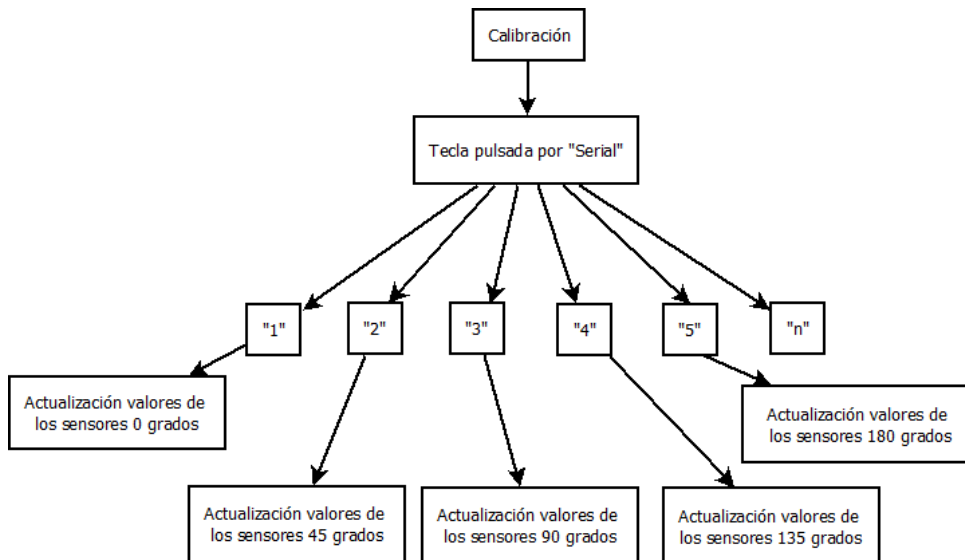 Calibración
Tecla pulsada por "Serial"
"1"
"2"
"3"
"4"
"5"
"n"
Actualización valores de
los sensores 0 grados
Actualización valores de
los sensores 180 grados
Actualización valores de
los sensores 45 grados
Actualización valores de
los sensores 90 grados
Actualización valores de
los sensores 135 grados